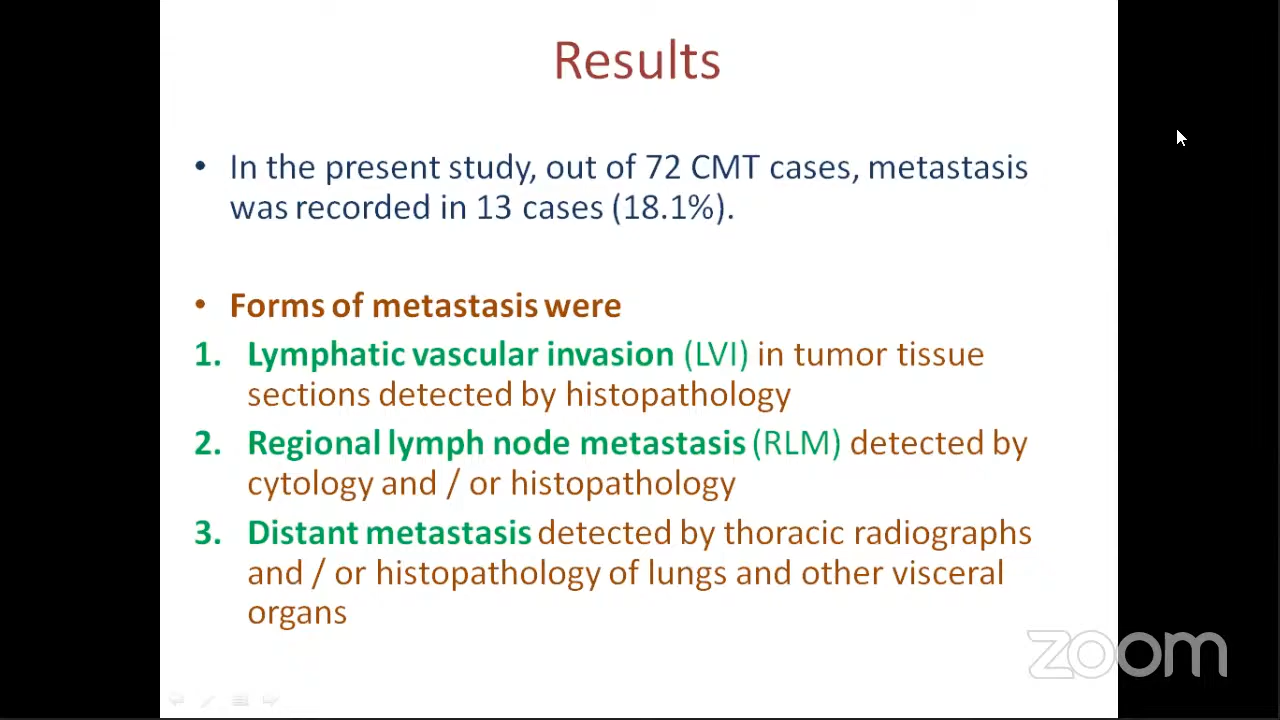 Results
• In the present study, out of 72 CMT cases, metastasis
was recorded in 13 cases (18.1%).
• Forms of metastasis were
1. Lymphatic vascular invasion (LVI) in tumor tissue
sections detected by histopathology
2. Regional lymph node metastasis (RLM) detected by
cytology and / or histopathology
3. Distant metastasis detected by thoracic radiographs
and / or histopathology of lungs and other visceral
organs
zoom